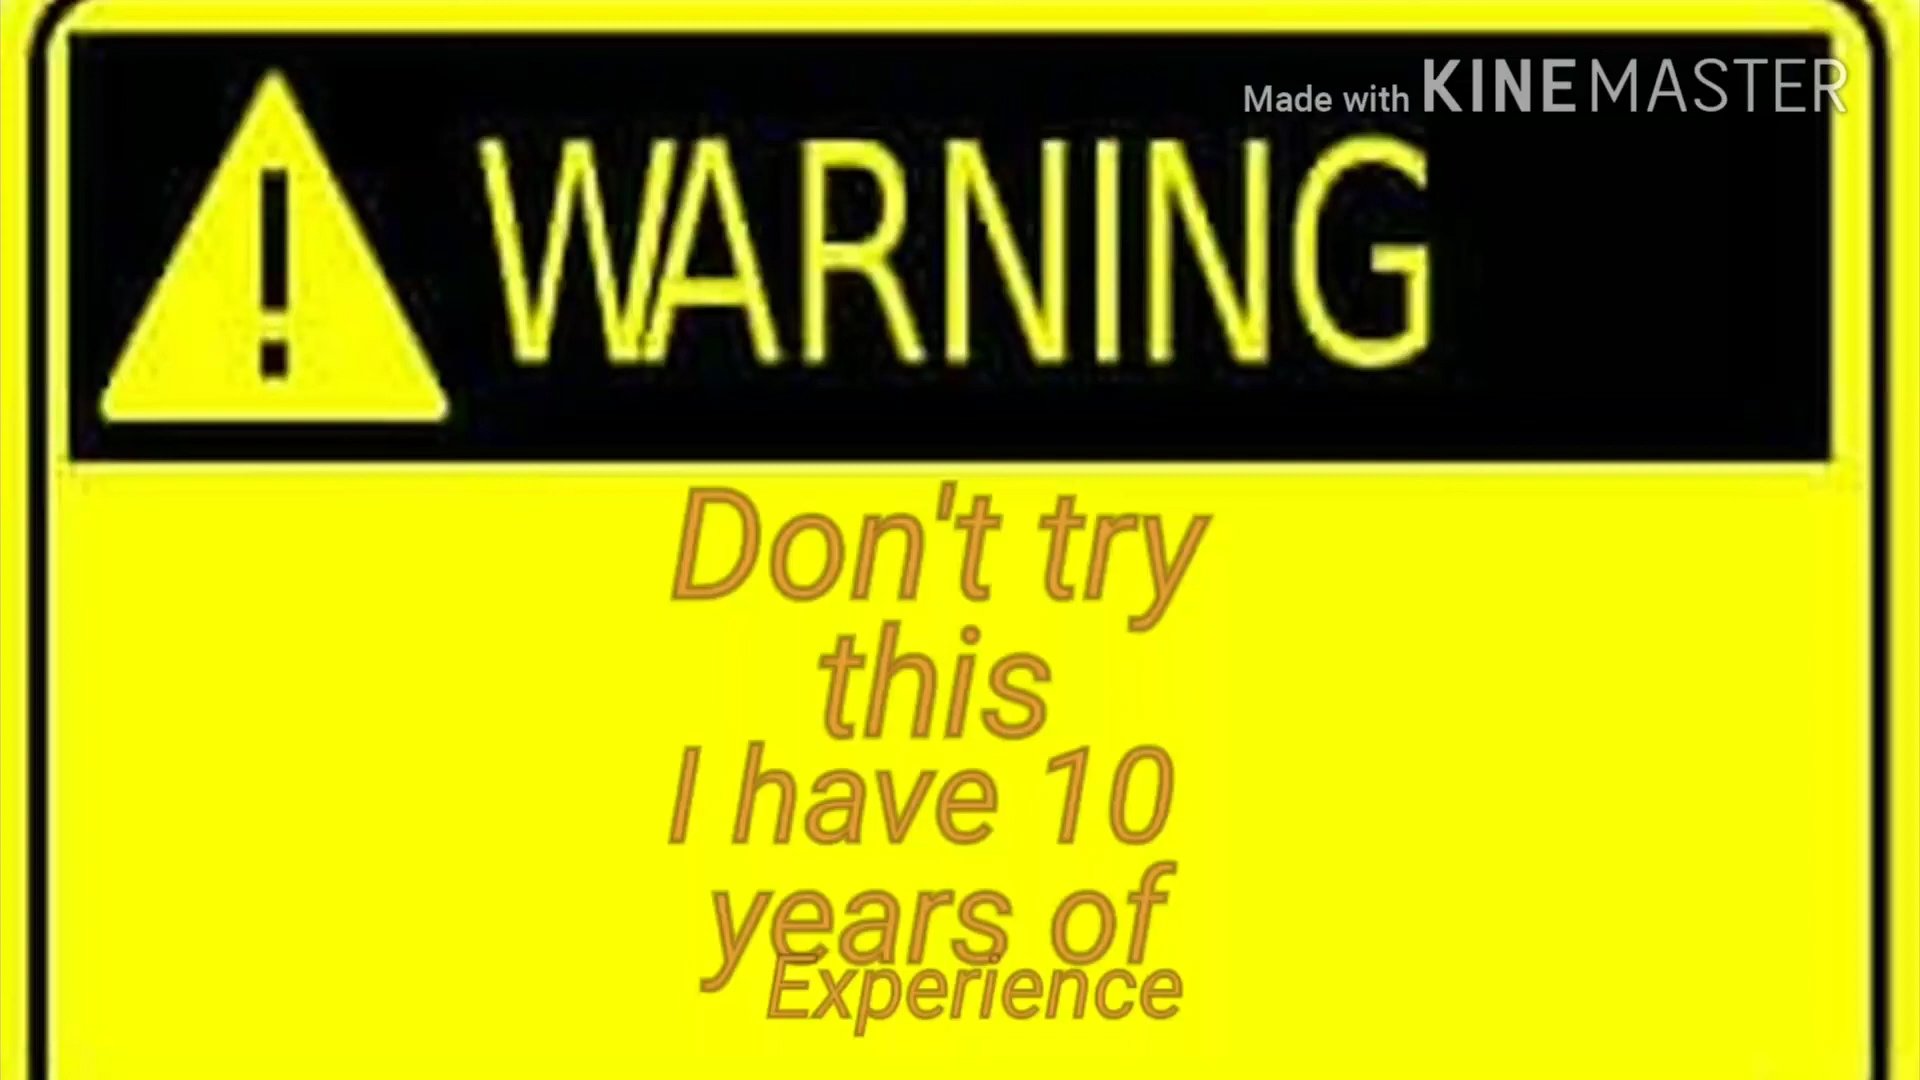 Made with KINEMASTER
WARNING
Don't try
this
I have 10
years of
Experience